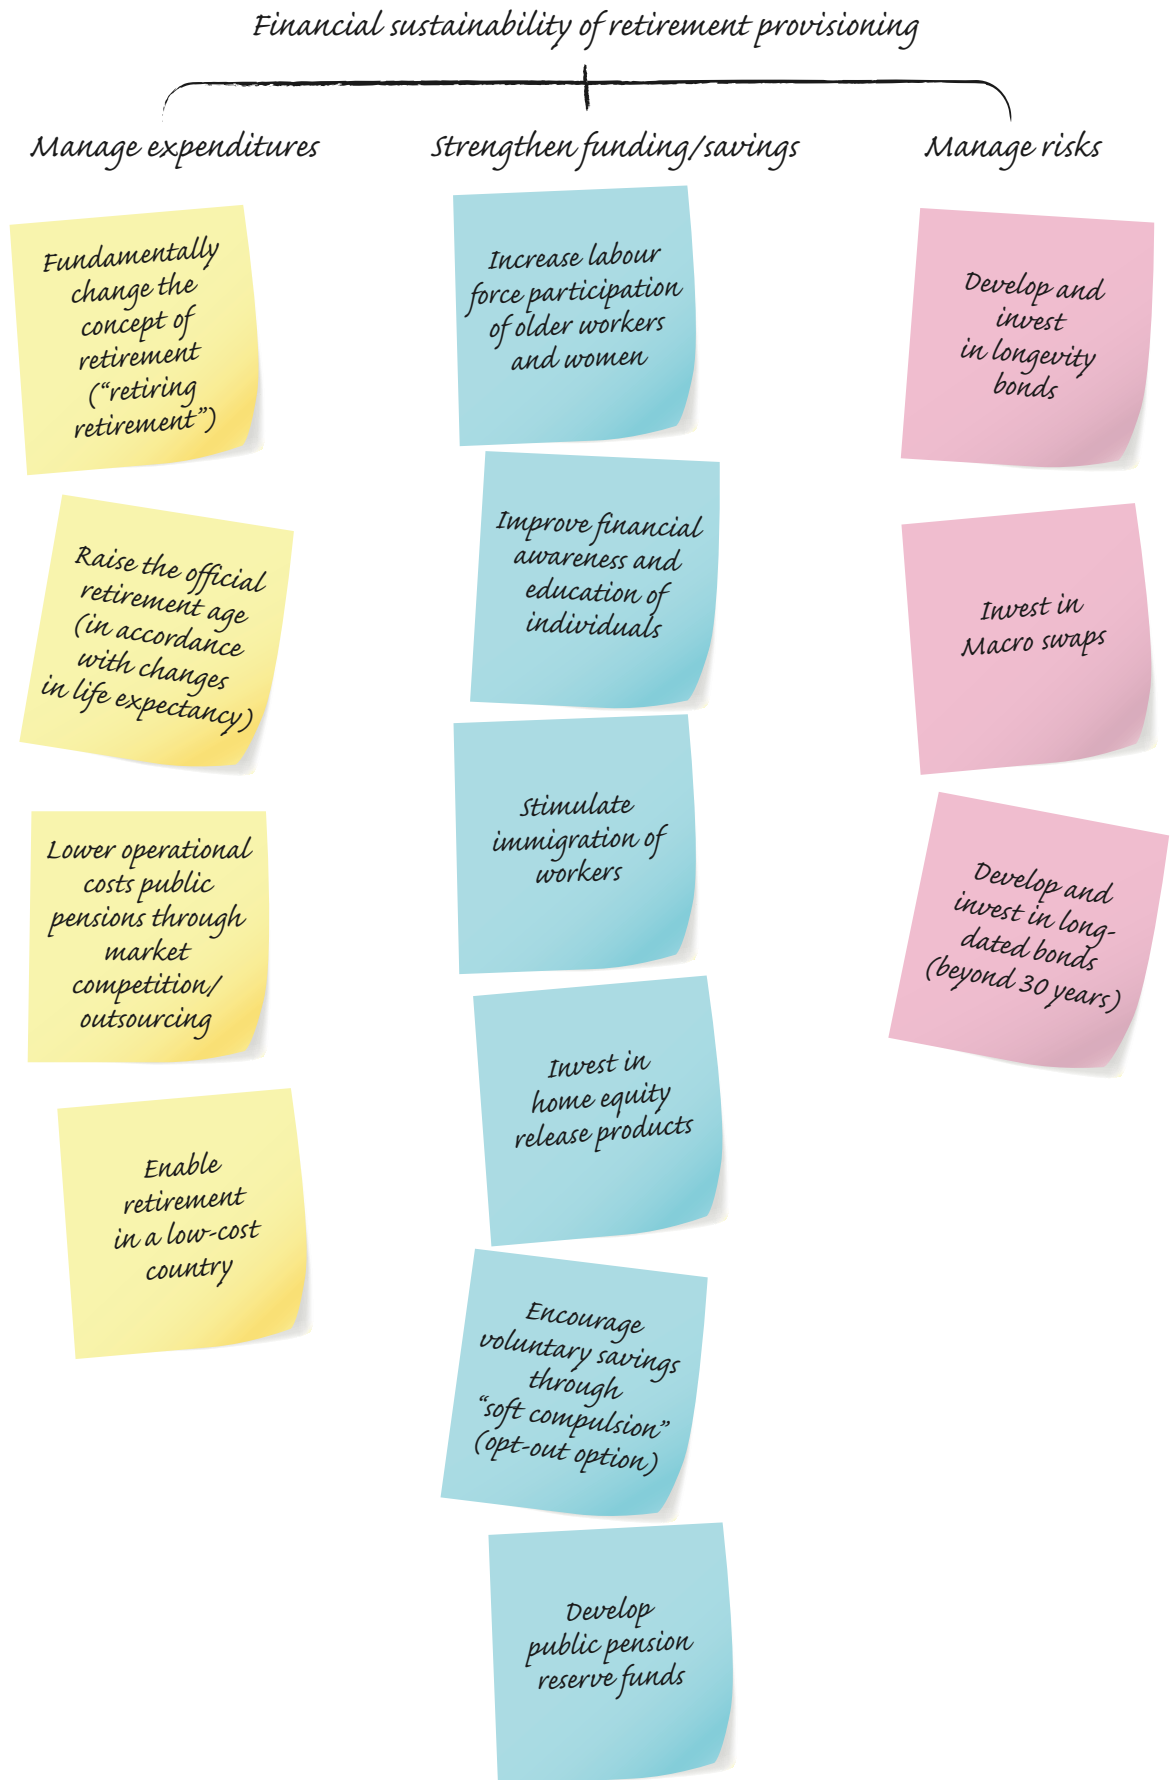 Financial sustainability of retirement provisioning
Manage expenditures
Fundamentally
change the
concept of
retirement
(“retiring
retirement”)
Raise the official
retirement age
(in accordance
with changes
in life expectancy)
Lower operational
costs public
pensions through
market
competition/
outsourcing
Enable
retirement
in a low-cost
country
Strengthen funding/savings
Increase labour
force participation
of older workers
and women
Improve financial
awareness and
education of
individuals
Stimulate
immigration of
workers
Invest in
home equity
release products
Encourage
voluntary savings
through
“soft compulsion”
(opt-out option)
Develop
public pension
reserve funds
Manage risks
Develop and
invest
in longevity
bonds
Invest in
Macro swaps
Develop and
invest in long-
dated bonds
(beyond 30 years)